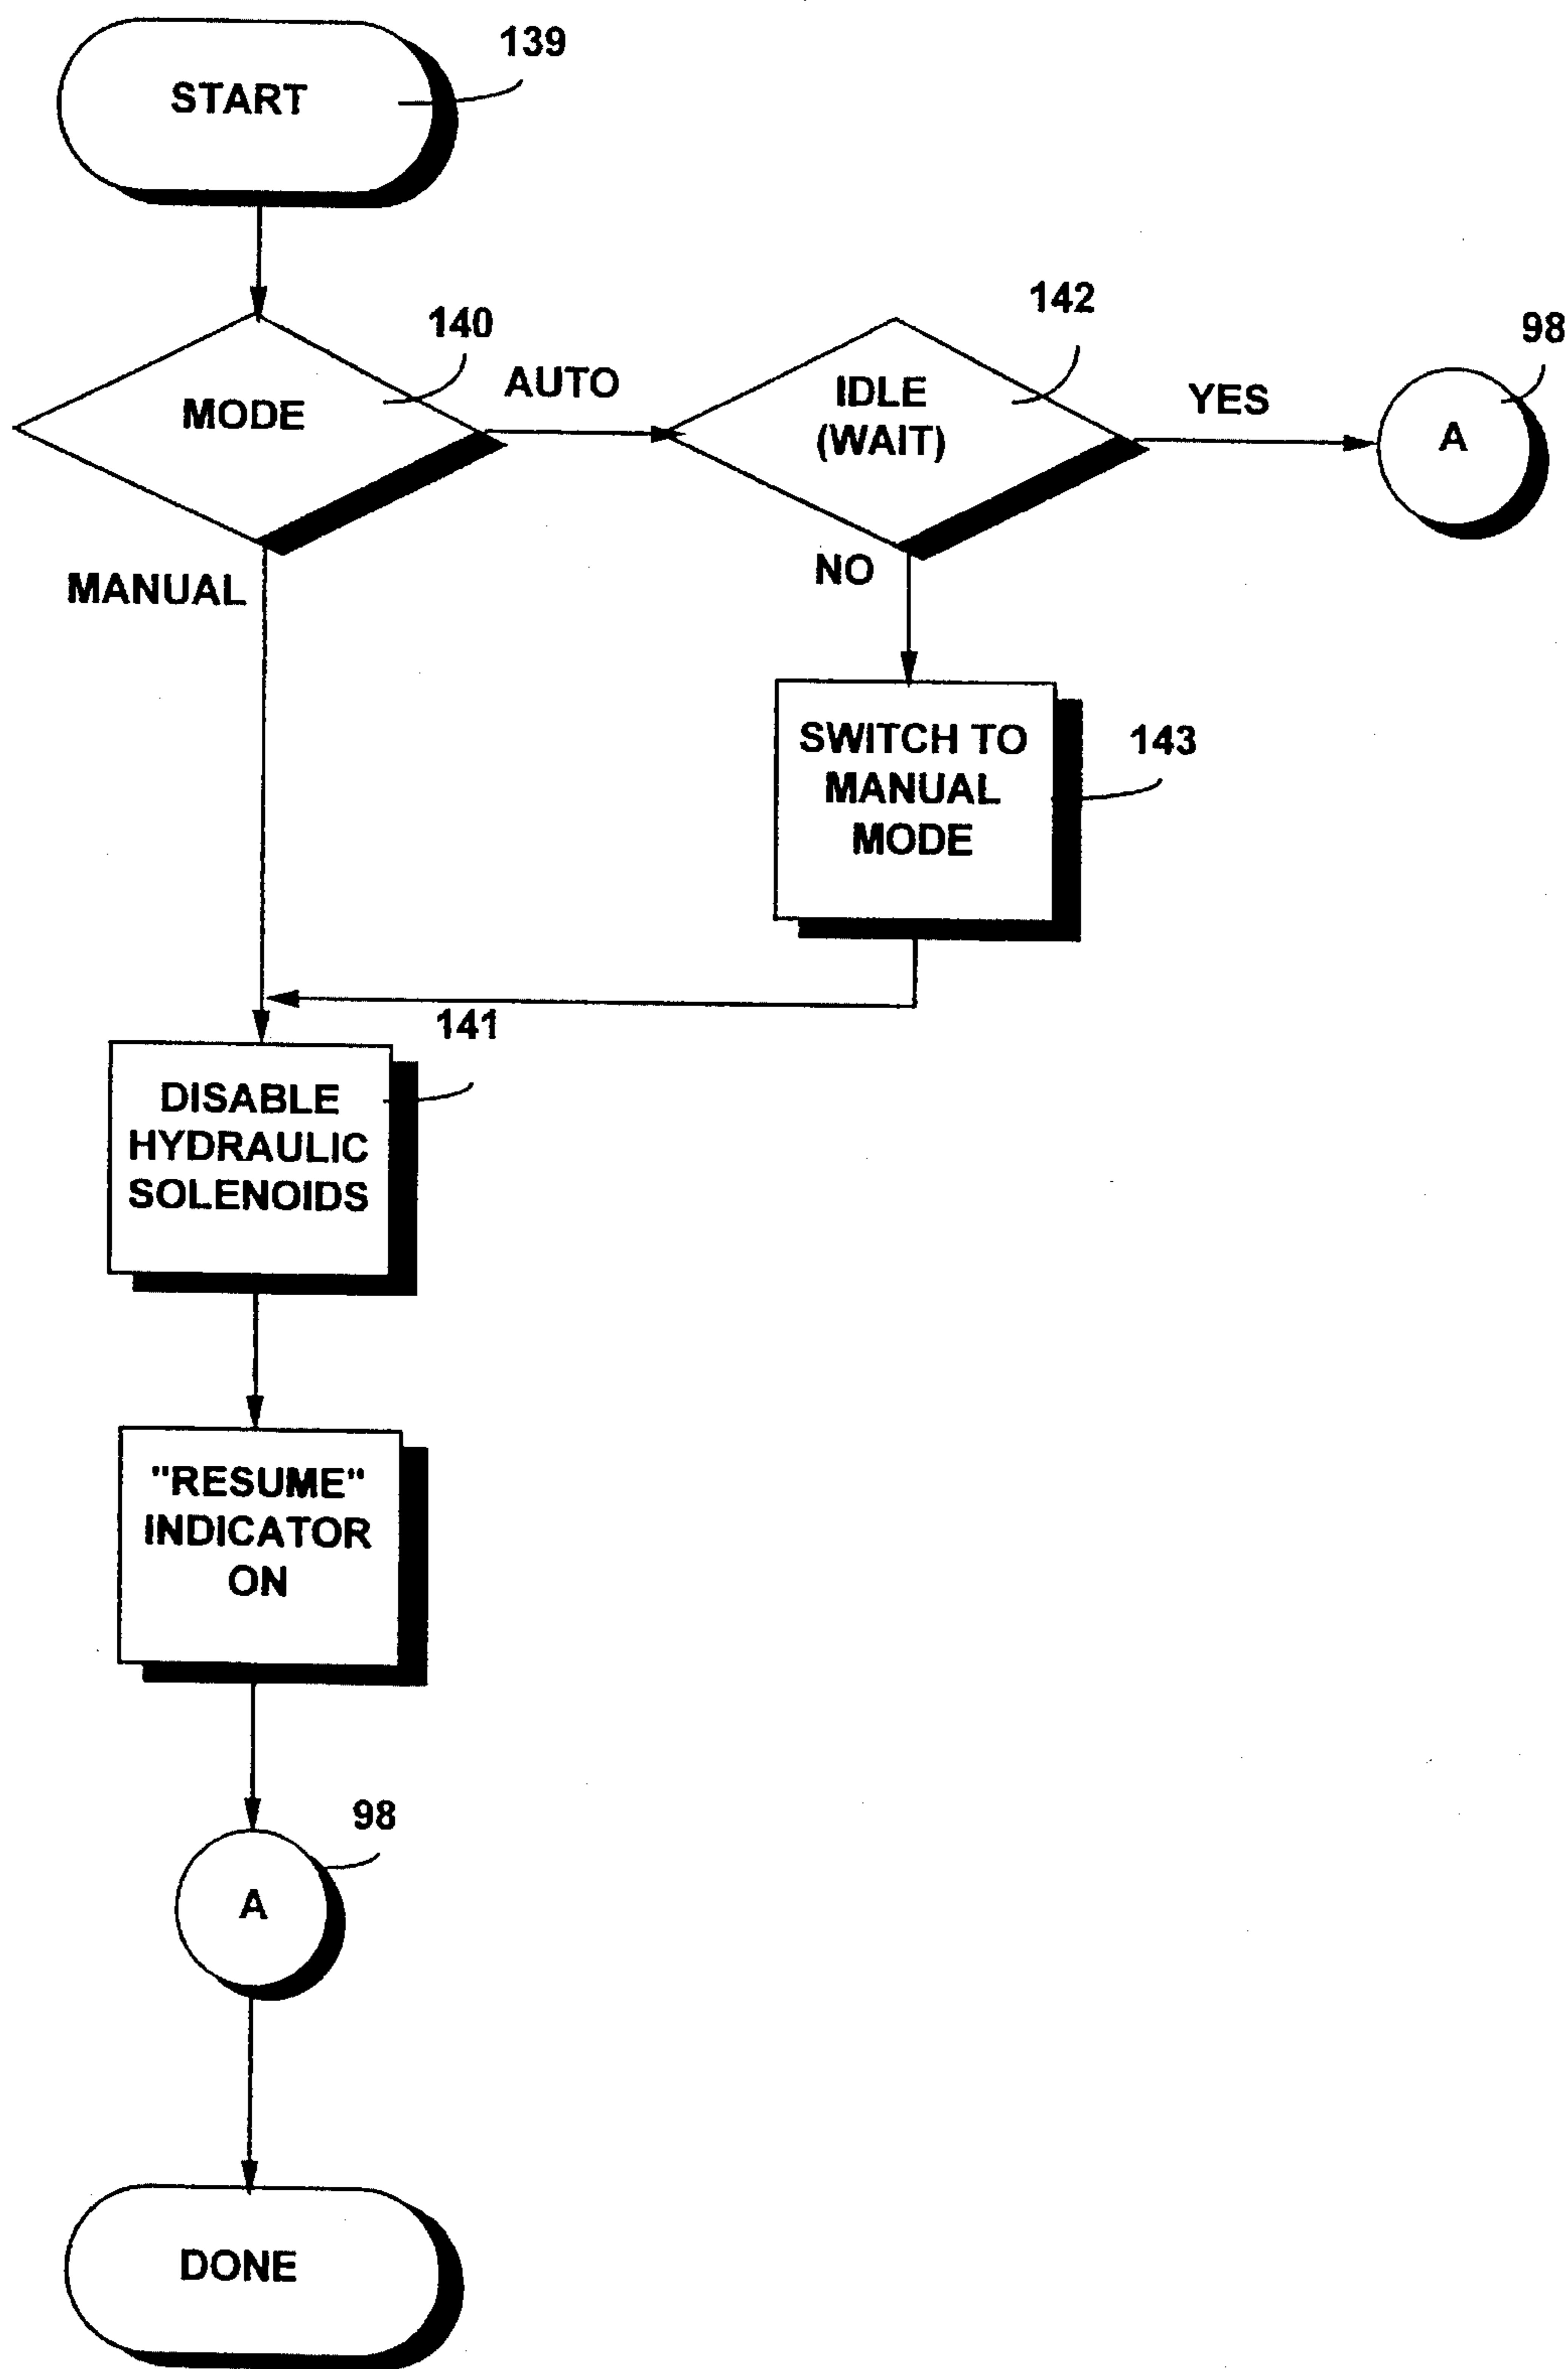 139
START
140
MODE
AUTO
142
IDLE
(WAIT)
YES
98
A
MANUAL
NO
SWITCH TO
MANUAL
MODE
143
141
DISABLE
HYDRAULIC
SOLENOIDS
"RESUME"
INDICATOR
ON
98
A
DONE